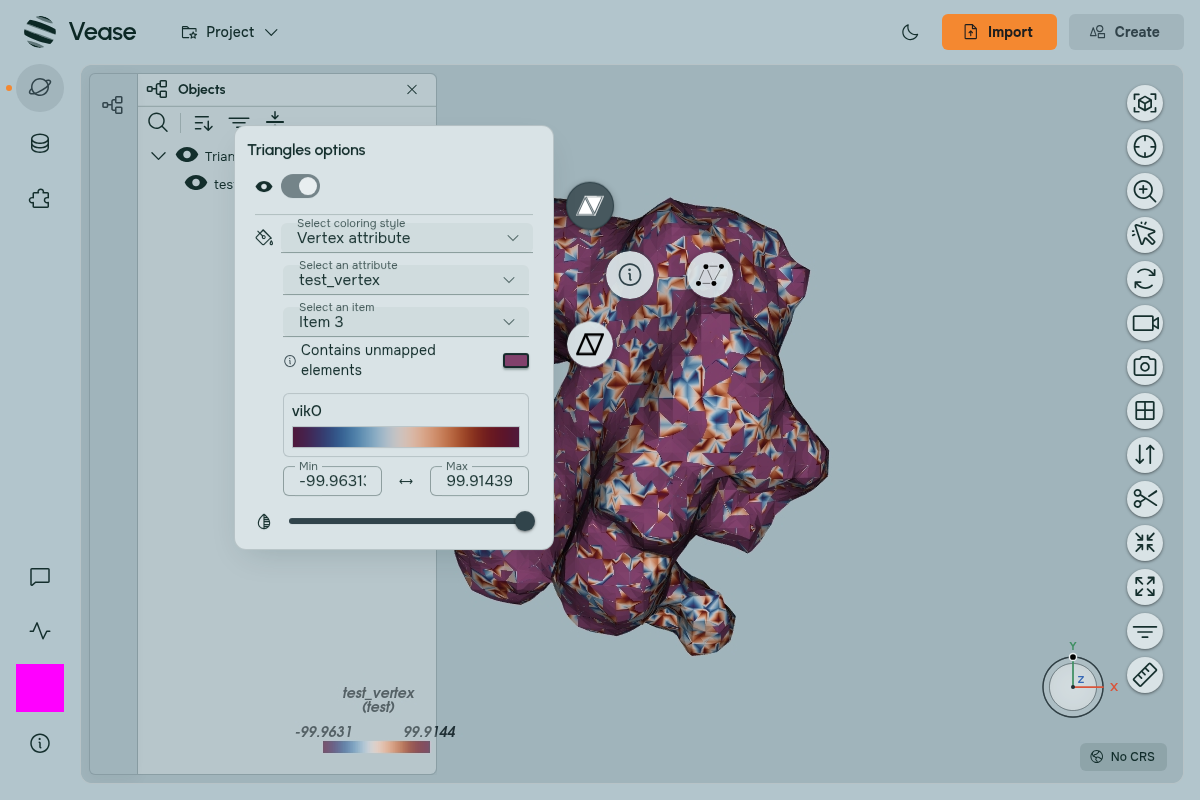 Vease
Project
Import
Create
Objects
Trian
tes
Triangles options
Select coloring style
Vertex attribute
Select an attribute
test_vertex
Select an item
Item 3
Contains unmapped
elements
vikO
Min
Max
-99.9631
99.91439
test_vertex
(test)
-99.9631
99.9144
Y
Z
X
No CRS